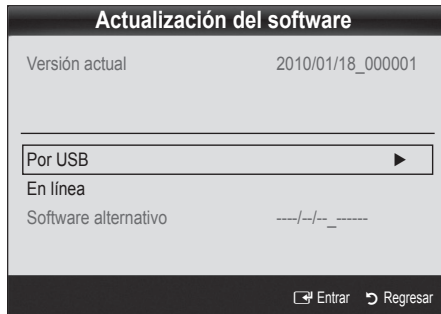 Actualización del software
Versión actual 2010/01/18_000001
Por USB
En línea
Software alternativo ----/--/--_------
Entrar Regresar